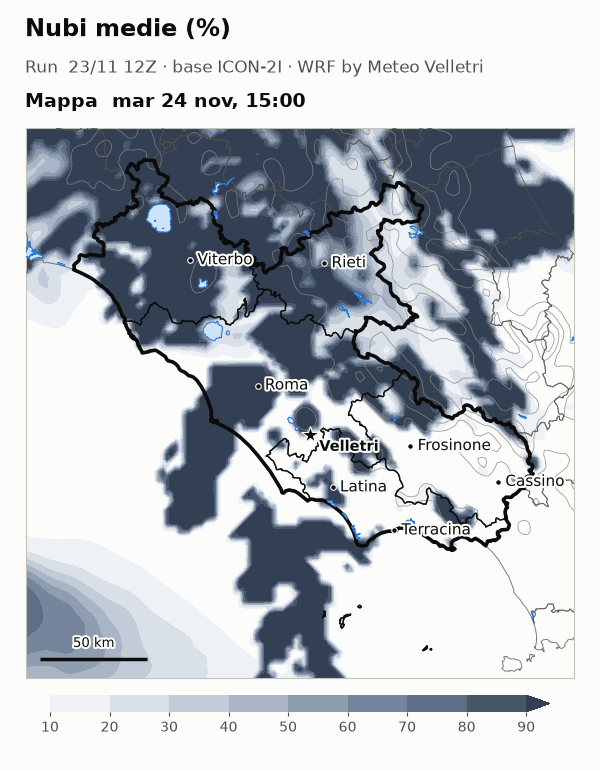 Nubi medie (%)
Run 23/11 12Z · base ICON-2I · WRF by Meteo Velletri
Mappa mar 24 nov, 15:00
Viterbo
Rieti
Roma
Velletri
Frosinone
Latina
Cassino
Terracina
50 km
10 20 30 40 50 60 70 80 90